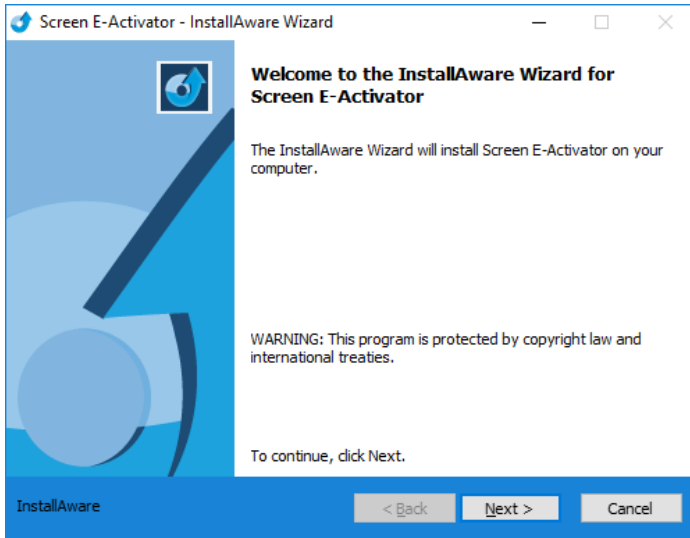 Screen E-Activator - InstallAware Wizard
Welcome to the InstallAware Wizard for
Screen E-Activator
The InstallAware Wizard will install Screen E-Activator on your
computer.
WARNING: This program is protected by copyright law and
international treaties.
To continue, click Next.
InstallAware
< Back
Next >
Cancel